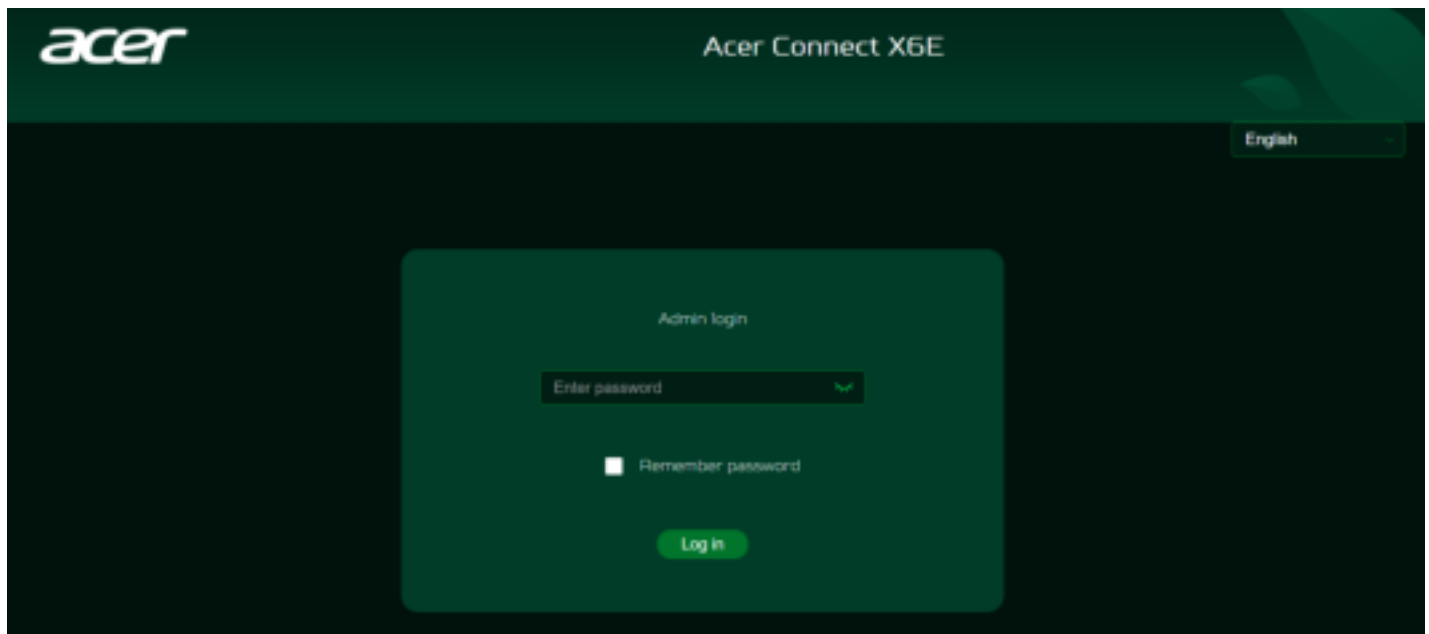 acer
Acer Connect X6E
English
Admin login
Enter password
Remember password
Log in